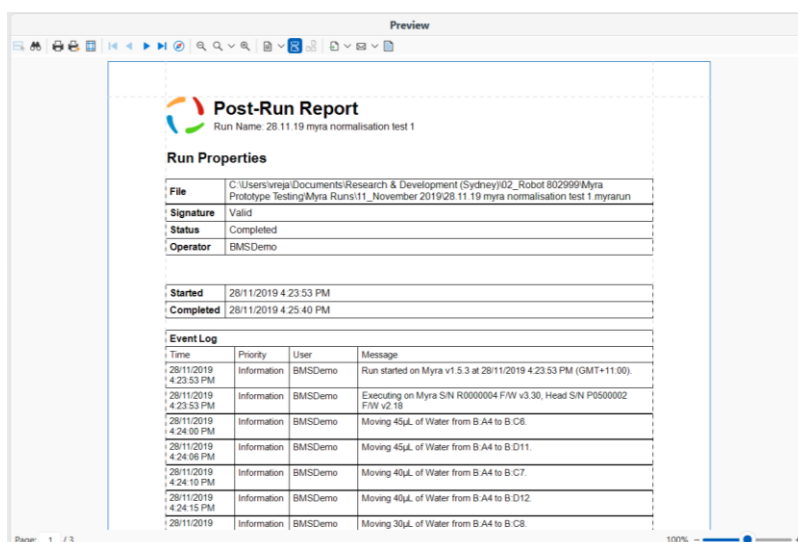 Preview
Post-Run Report
Run Name: 28.11.19 myra normalisation test 1
Run Properties
File
C:\Users\vreja\Documents\Research & Development (Sydney)\02_Robot 802999\Myra
Prototype Testing\Myra Runs\11_November 2019\28.11.19 myra normalisation test 1.myrarun
Signature Valid
Status Completed
Operator BMSDemo
Started 28/11/2019 4:23:53 PM
Completed 28/11/2019 4:25:40 PM
Event Log
Time Priority User Message
28/11/2019 Information BMSDemo Run started on Myra v1.5.3 at 28/11/2019 4:23:53 PM (GMT+11:00).
4:23:53 PM
28/11/2019 Information BMSDemo Executing on Myra S/N R0000004 F/W v3.30, Head S/N P0500002
4:23:53 PM F/W v2.18
28/11/2019 Information BMSDemo Moving 45µL of Water from B:A4 to B:C6.
4:24:00 PM
28/11/2019 Information BMSDemo Moving 45µL of Water from B:A4 to B:D11.
4:24:06 PM
28/11/2019 Information BMSDemo Moving 40µL of Water from B:A4 to B:C7.
4:24:10 PM
28/11/2019 Information BMSDemo Moving 40µL of Water from B:A4 to B:D12.
4:24:15 PM
28/11/2019 Information BMSDemo Moving 30µL of Water from B:A4 to B:C8.
Page: 1 / 3 100%